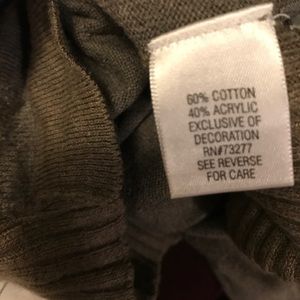 60% COTTON
40% ACRYLIC
EXCLUSIVE OF
DECORATION
RN#73277
SEE REVERSE
FOR CARE